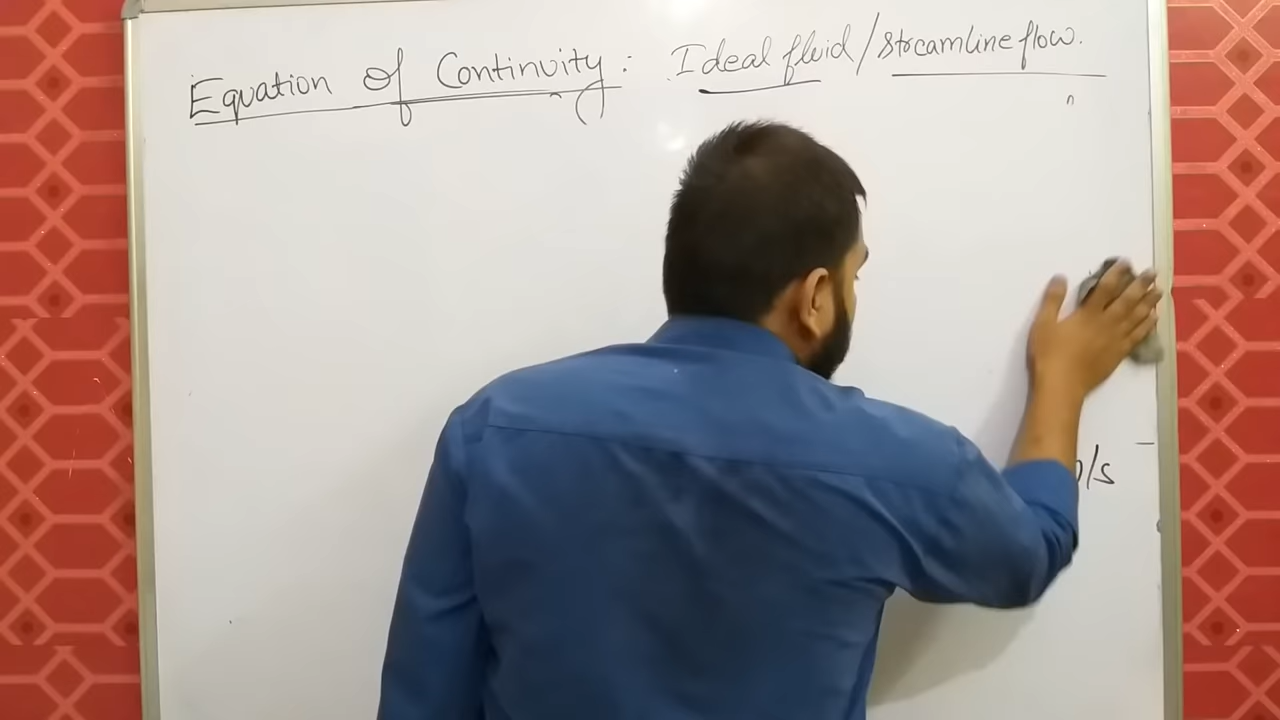 Equation of Continuity : Ideal fluid / streamline flow.
/s